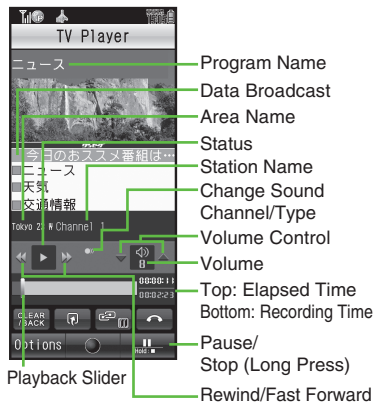 TV Player
ニュース
Program Name
Data Broadcast
今日のおススメ番組は…
ニュース
天気
交通情報
Area Name
Status
Station Name
Change Sound
Channel/Type
Tokyo 23 W Channel 1
Volume Control
8
Volume
00:00:11
00:02:23
Top: Elapsed Time
Bottom: Recording Time
CLEAR
/BACK
Options
Hold :■
Pause/
Stop (Long Press)
Playback Slider
Rewind/Fast Forward